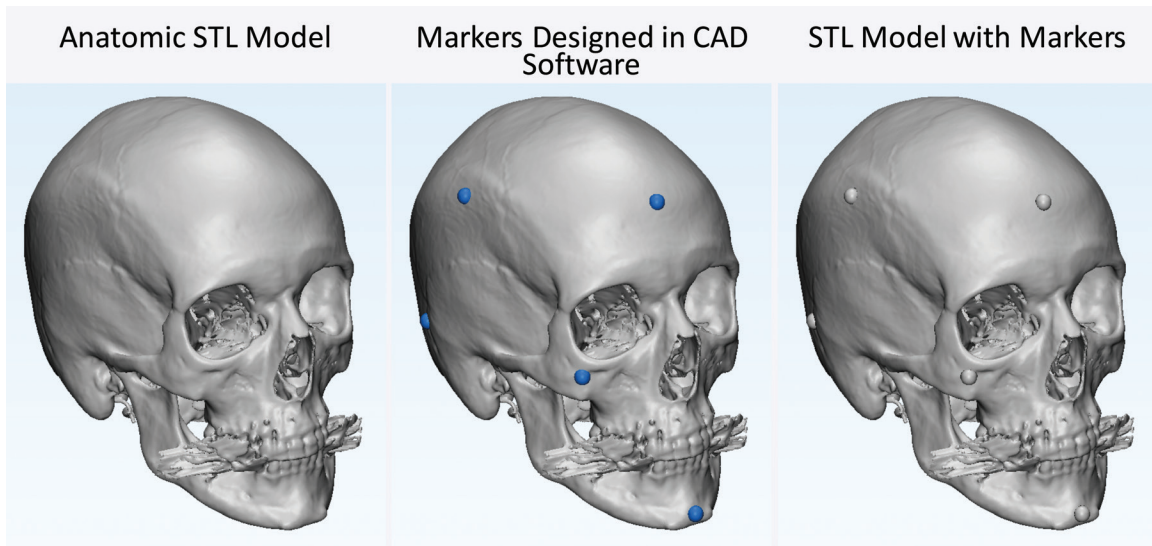 Anatomic STL Model
Markers Designed in CAD
Software
STL Model with Markers